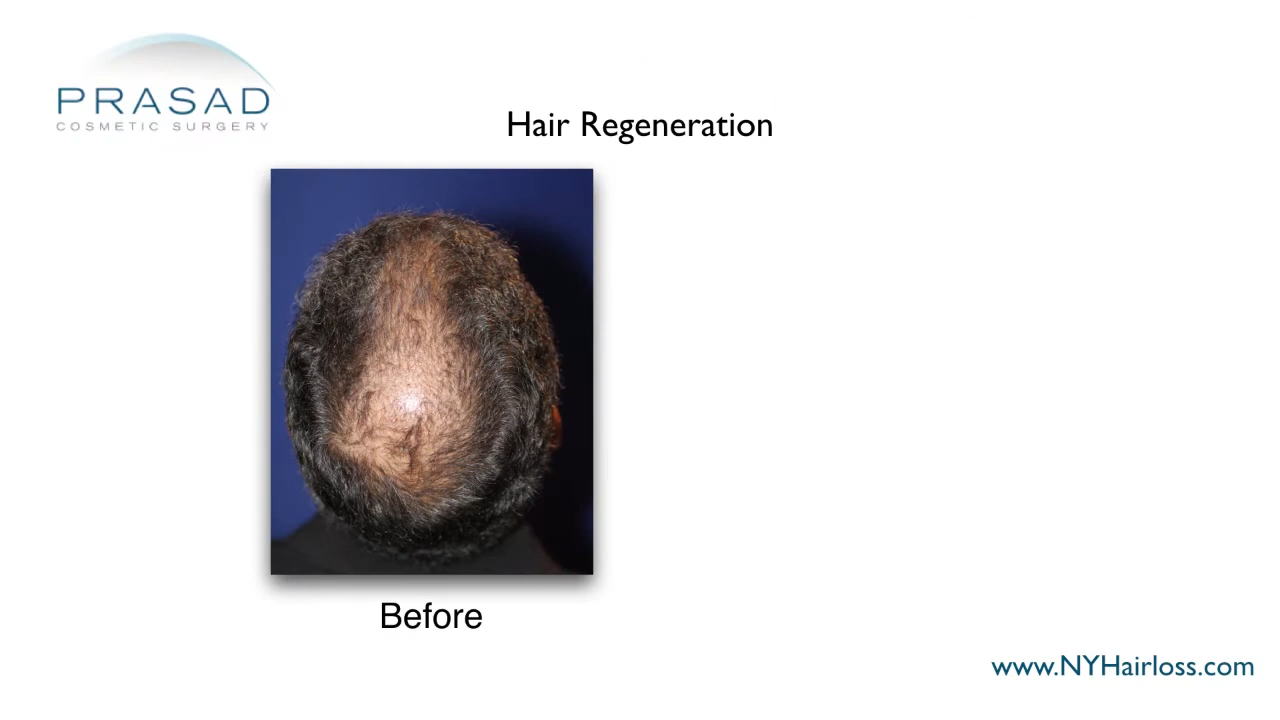 PRASAD
COSMETIC SURGERY
Hair Regeneration
Before
www.NYHairloss.com